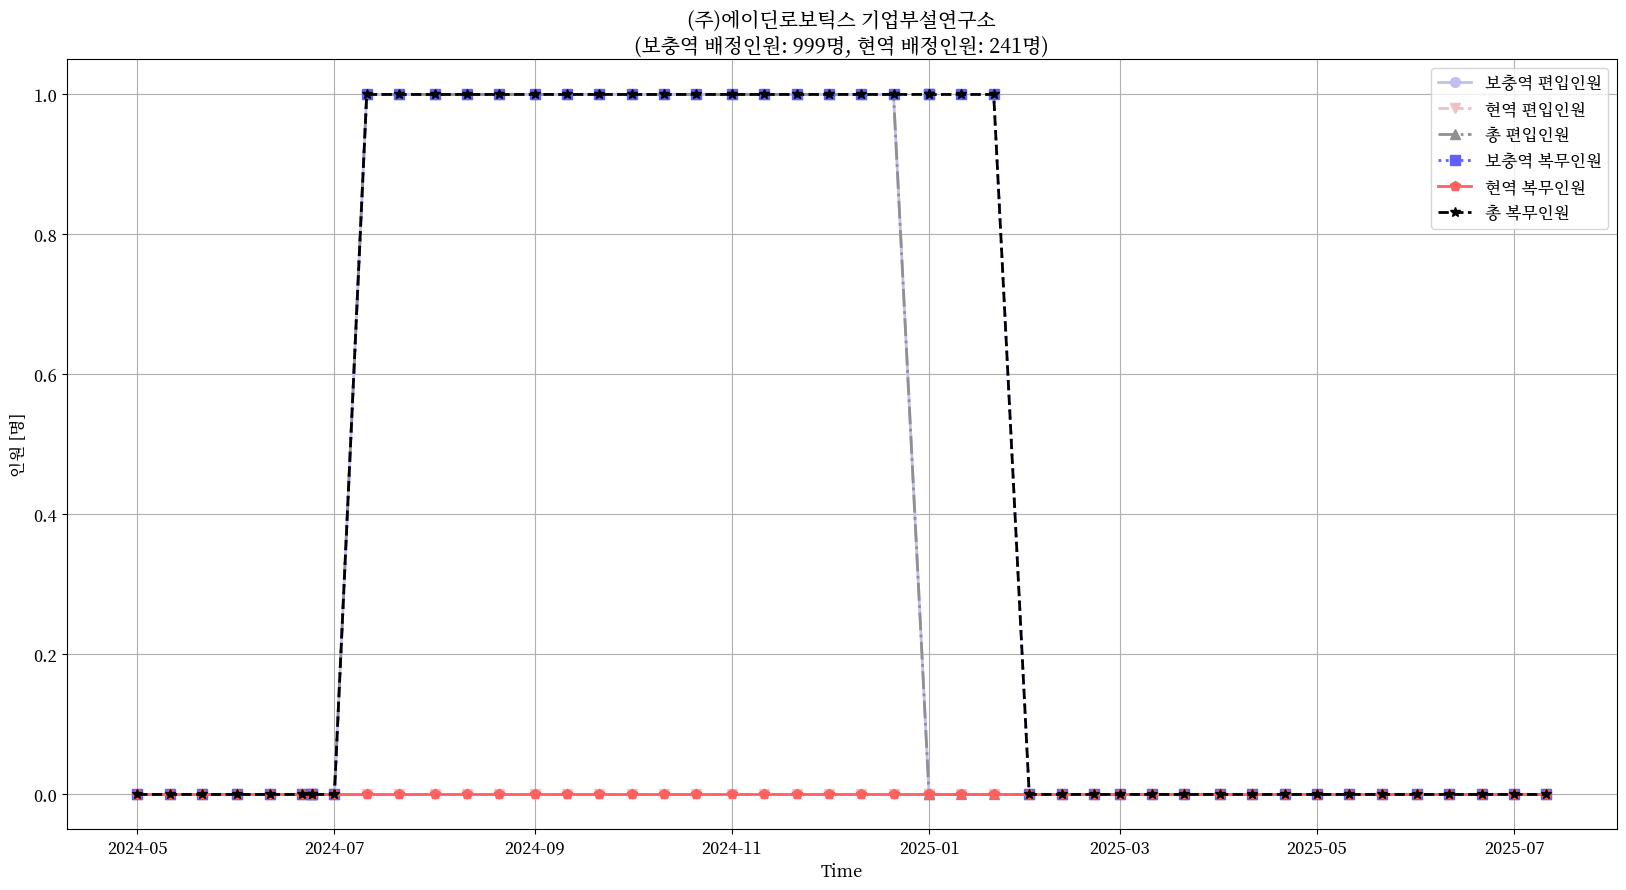 (주)에이딘로보틱스 기업부설연구소
(보충역 배정인원: 999명, 현역 배정인원: 241명)
보충역 편입인원
현역 편입인원
총 편입인원
보충역 복무인원
현역 복무인원
총 복무인원
인원 [명]
1.0
0.8
0.6
0.4
0.2
0.0
2024-05
2024-07
2024-09
2024-11
2025-01
2025-03
2025-05
2025-07
Time